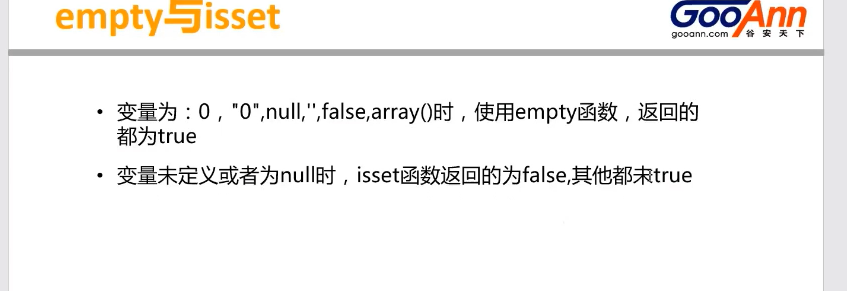 empty与isset
GooAnn
gooann.com 谷安天下
• 变量为：0，"0",null,'',false,array()时，使用empty函数，返回的
都为true
• 变量未定义或者为null时，isset函数返回的为false,其他都未true